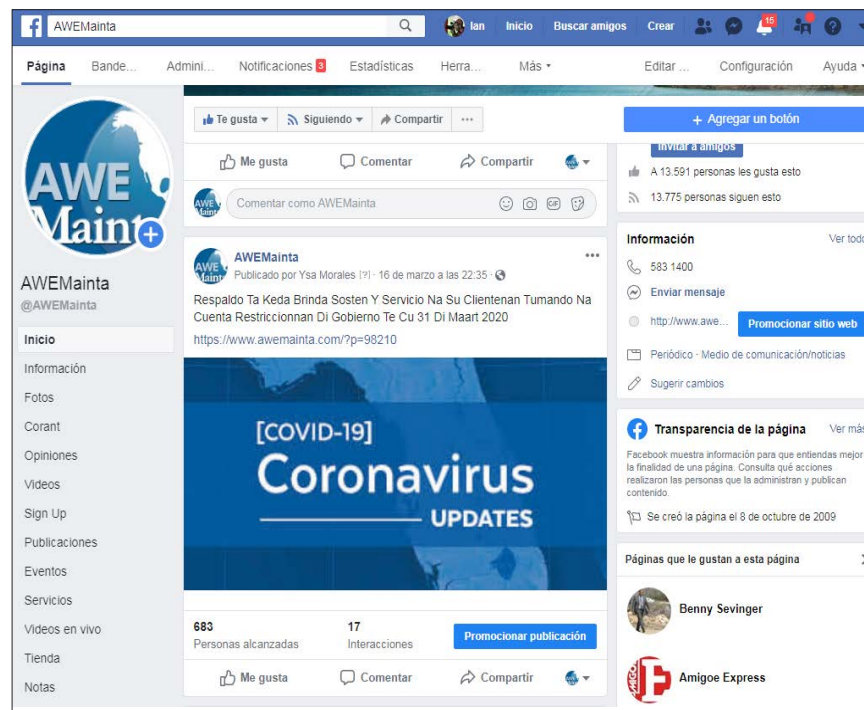 AWEMainta
Ian Inicio Buscar amigos Crear 15
Página Bande... Admini... Notificaciones 3 Estadísticas Herra... Más Editar ... Configuración Ayuda
AWE
Mainta
AWEMainta
@AWEMainta
Inicio
Información
Fotos
Corant
Opiniones
Videos
Sign Up
Publicaciones
Eventos
Servicios
Videos en vivo
Tienda
Notas
Te gusta Siguiendo Compartir ...
Me gusta Comentar Compartir
Comentar como AWEMainta GIF
AWEMainta
Publicado por Ysa Morales [?] · 16 de marzo a las 22:35 ·
Respaldo Ta Keda Brinda Sosten Y Servicio Na Su Clientenan Tumando Na
Cuenta Restriccionnan Di Gobierno Te Cu 31 Di Maart 2020
https://www.awemainta.com/?p=98210
[COVID-19]
Coronavirus
UPDATES
683
Personas alcanzadas
17
Interacciones
Promocionar publicación
Me gusta Comentar Compartir
+ Agregar un botón
Invitar a amigos
A 13.591 personas les gusta esto
13.775 personas siguen esto
Información Ver todo
583 1400
Enviar mensaje
http://www.awe... Promocionar sitio web
Periódico · Medio de comunicación/noticias
Sugerir cambios
Transparencia de la página Ver más
Facebook muestra información para que entiendas mejor
la finalidad de una página. Consulta qué acciones
realizaron las personas que la administran y publican
contenido.
Se creó la página el 8 de octubre de 2009
Páginas que le gustan a esta página
Benny Sevinger
AMIGOE
Amigoe Express